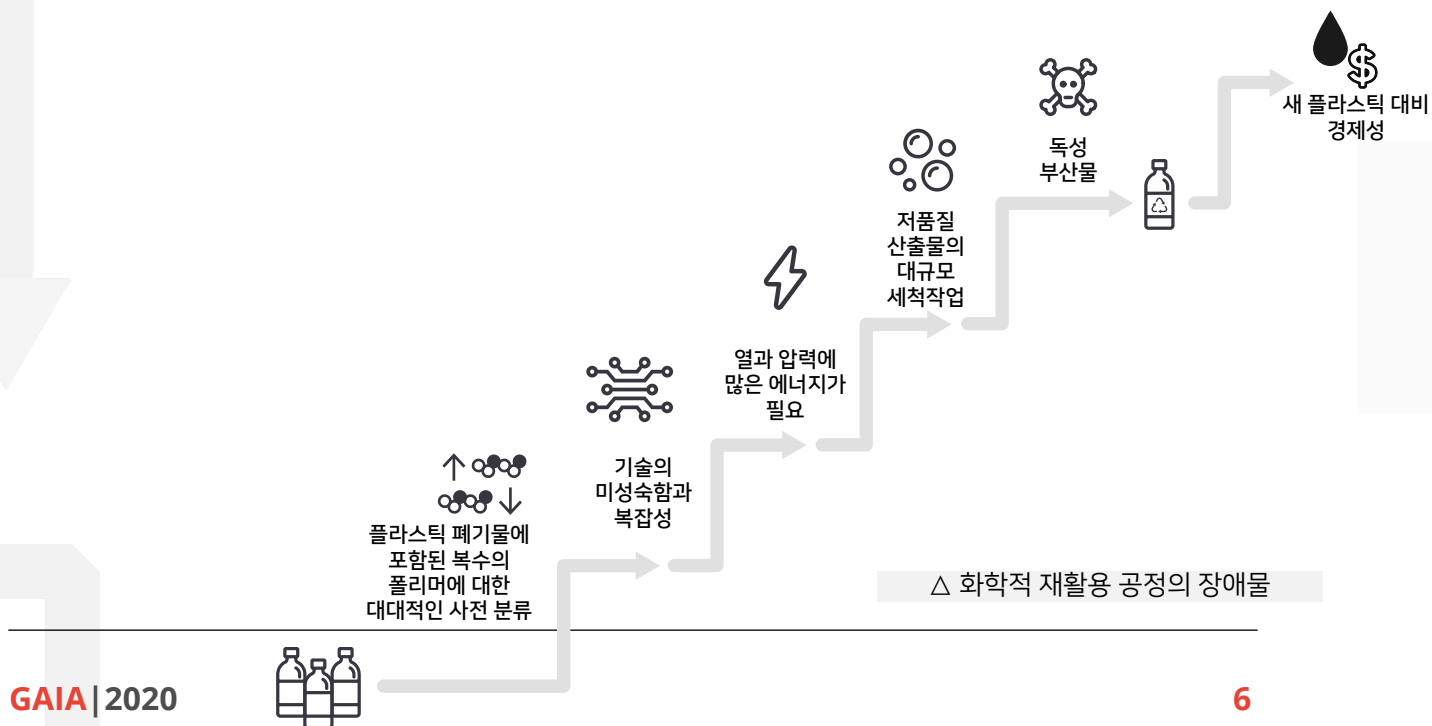 새 플라스틱 대비
경제성
독성
부산물
저품질
산출물의
대규모
세척작업
열과 압력에
많은 에너지가
필요
기술의
미성숙함과
복잡성
플라스틱 폐기물에
포함된 복수의
폴리머에 대한
대대적인 사전 분류
△ 화학적 재활용 공정의 장애물
GAIA|2020
6